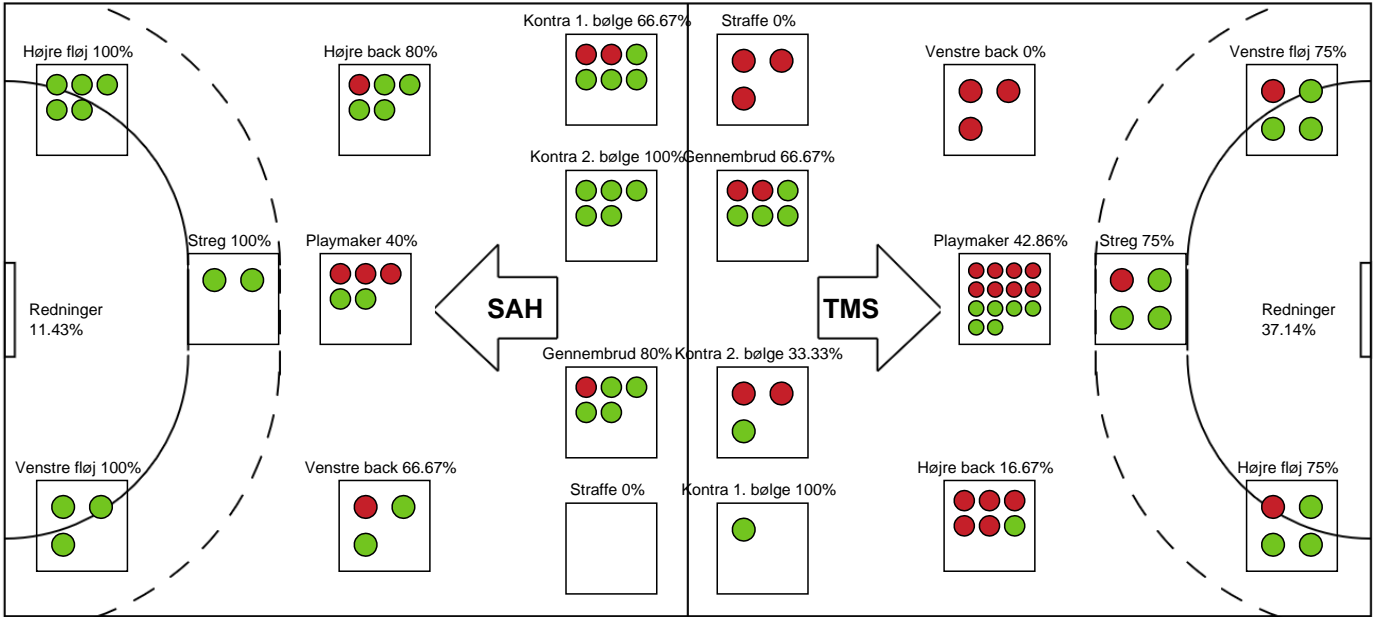 Kontra 1. bølge 66.67%
Straffe 0%
Højre fløj 100%
Højre back 80%
Venstre back 0%
Venstre fløj 75%
Kontra 2. bølge 100%
Gennembrud 66.67%
Streg 100%
Playmaker 40%
Playmaker 42.86%
Streg 75%
Redninger
11.43%
SAH
TMS
Redninger
37.14%
Gennembrud 80%
Kontra 2. bølge 33.33%
Venstre fløj 100%
Venstre back 66.67%
Højre back 16.67%
Højre fløj 75%
Straffe 0%
Kontra 1. bølge 100%